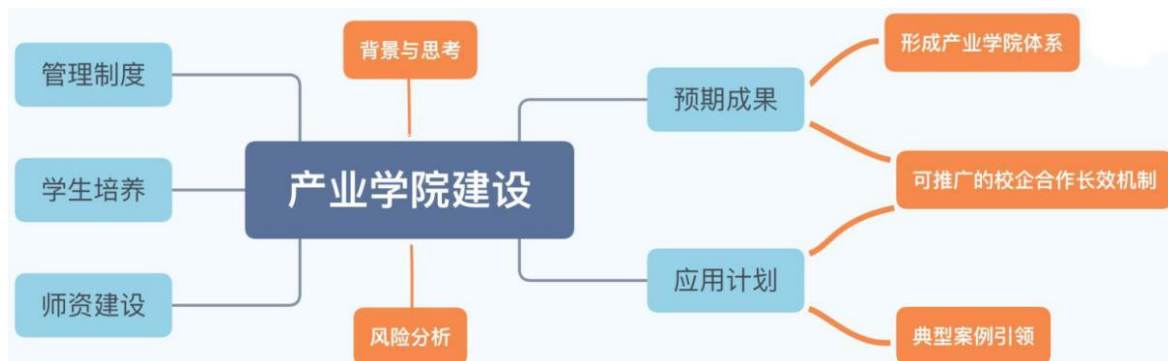 管理制度
学生培养
师资建设
背景与思考
产业学院建设
风险分析
预期成果
应用计划
形成产业学院体系
可推广的校企合作长效机制
典型案例引领